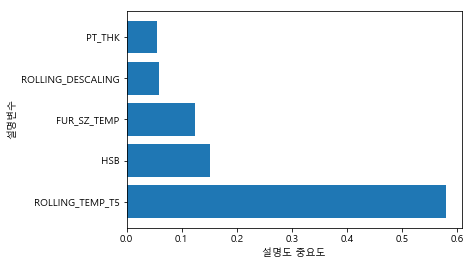 PT_THK
ROLLING_DESCALING
FUR_SZ_TEMP
HSB
ROLLING_TEMP_T5
설명변수
0.0 0.1 0.2 0.3 0.4 0.5 0.6
설명도 중요도